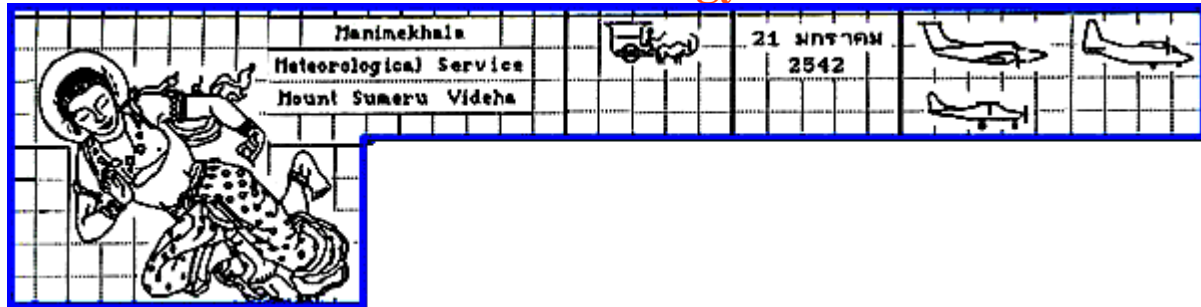 Manimekhala
Meteorological Service
Mount Sumeru Videha
21 มกราคม
2542